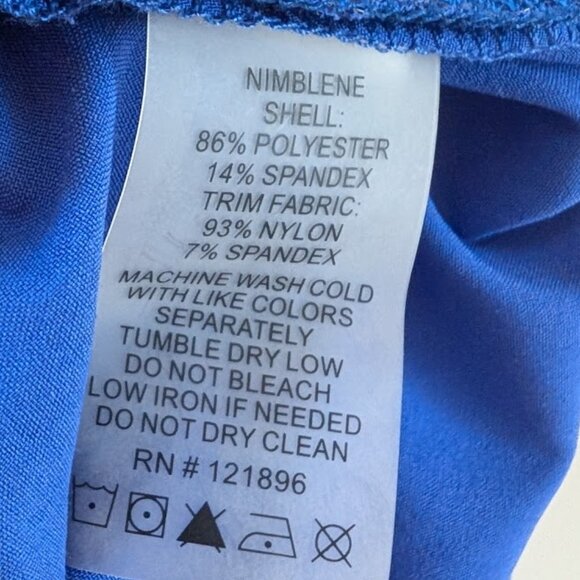 NIMBLENE
SHELL:
86% POLYESTER
14% SPANDEX
TRIM FABRIC:
93% NYLON
7% SPANDEX
MACHINE WASH COLD
WITH LIKE COLORS
SEPARATELY
TUMBLE DRY LOW
DO NOT BLEACH
LOW IRON IF NEEDED
DO NOT DRY CLEAN
RN # 121896